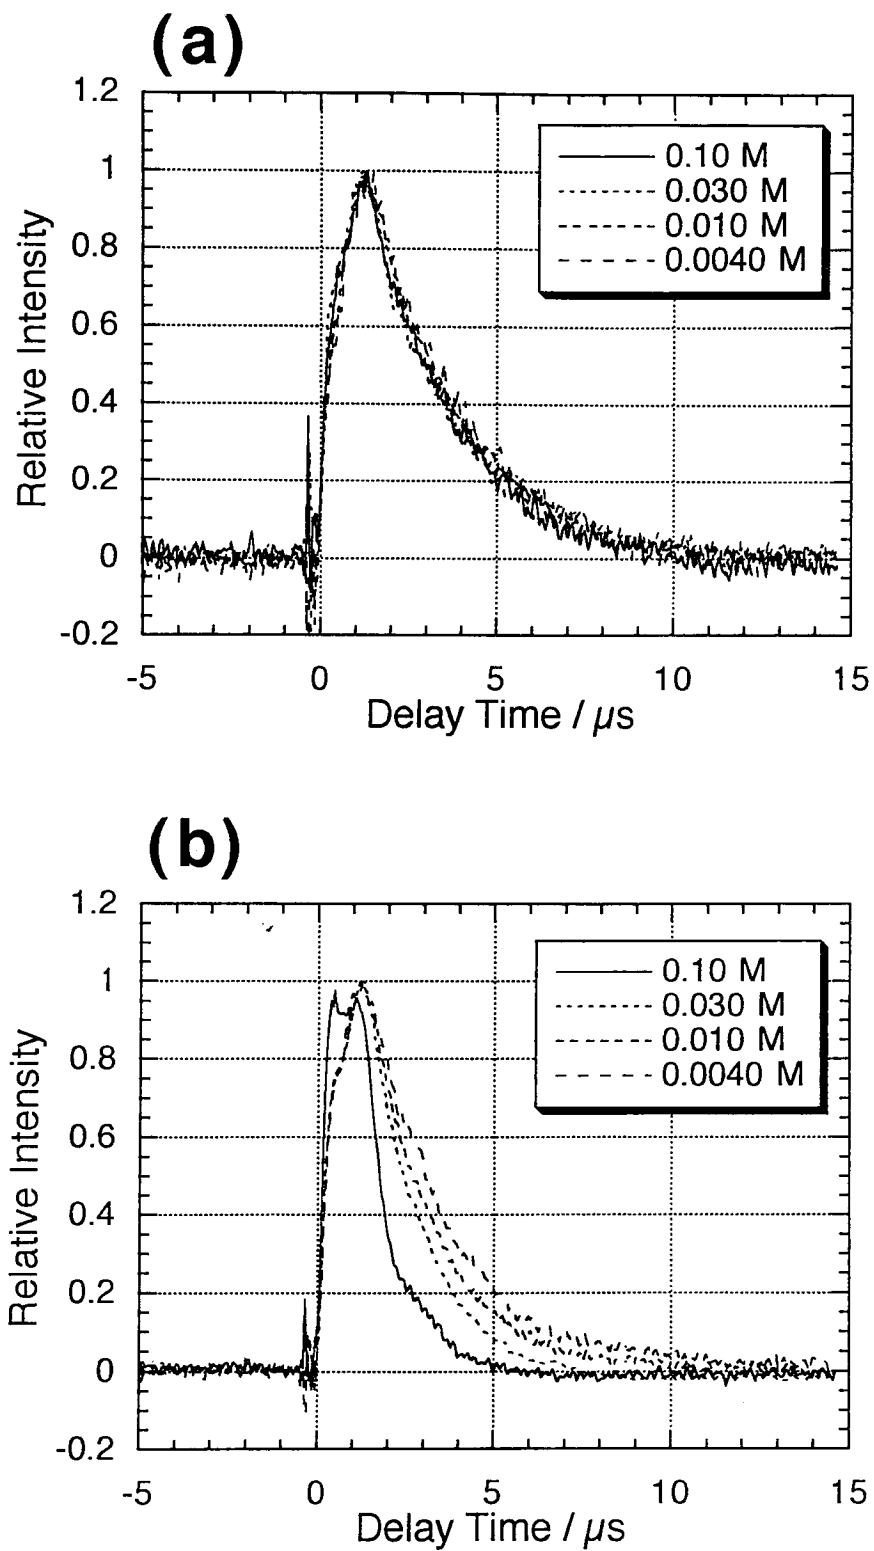 (a)
1.2
1
0.8
0.6
0.4
0.2
0
-0.2
Relative Intensity
0.10 M
0.030 M
0.010 M
0.0040 M
-5 0 5 10 15
Delay Time / μs
(b)
1.2
1
0.8
0.6
0.4
0.2
0
-0.2
Relative Intensity
0.10 M
0.030 M
0.010 M
0.0040 M
-5 0 5 10 15
Delay Time / μs